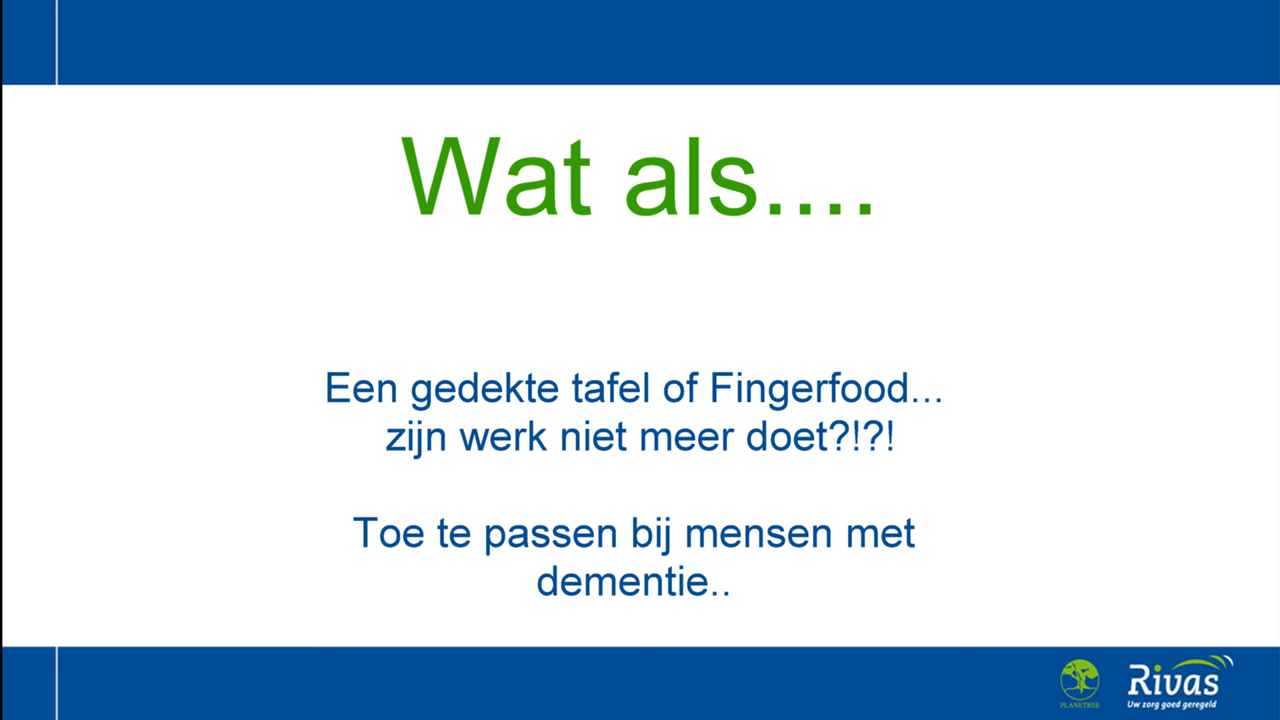 Wat als....
Een gedekte tafel of Fingerfood...
zijn werk niet meer doet?!?!
Toe te passen bij mensen met
dementie..
PLANETREE
Rivas
Uw zorg goed geregeld